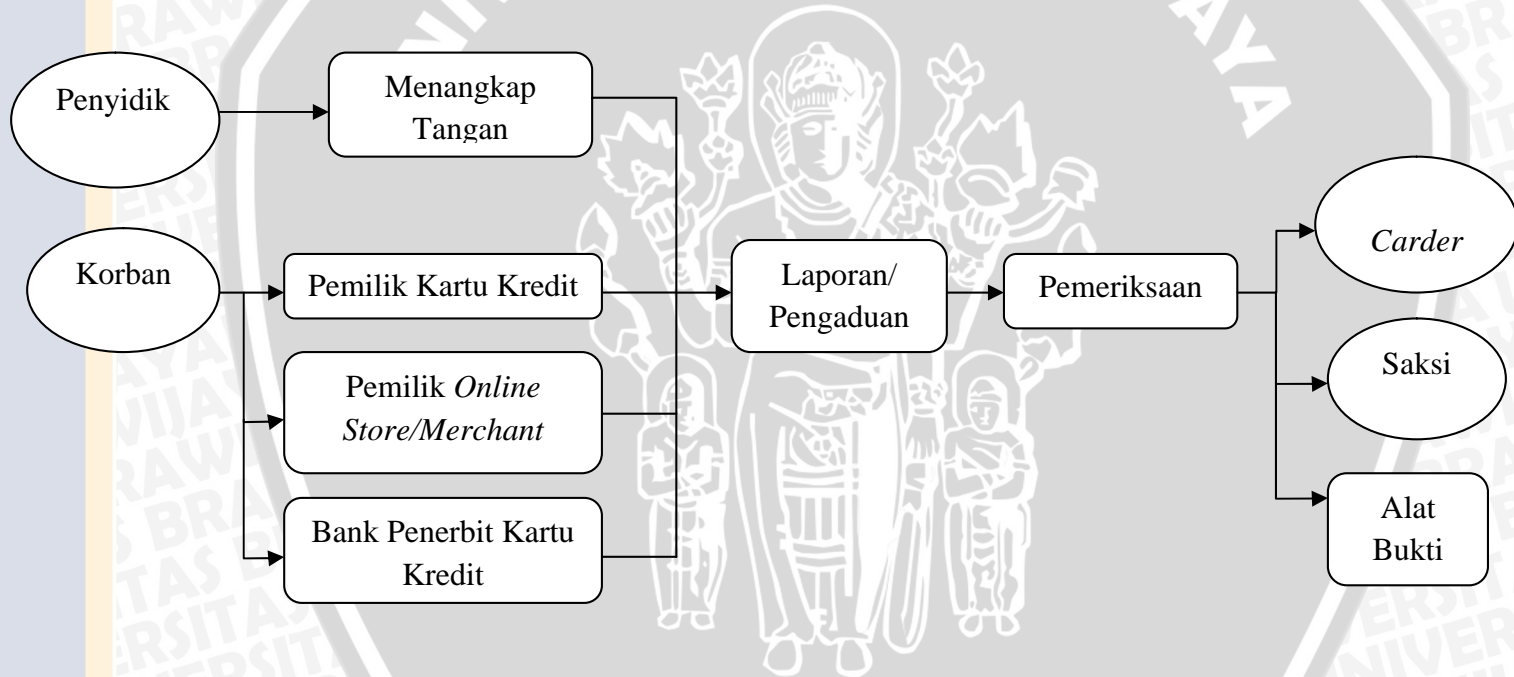 Penyidik
Menangkap
Tangan
Korban
Pemilik Kartu Kredit
Pemilik Online
Store/Merchant
Bank Penerbit Kartu
Kredit
Laporan/
Pengaduan
Pemeriksaan
Carder
Saksi
Alat
Bukti
AYA